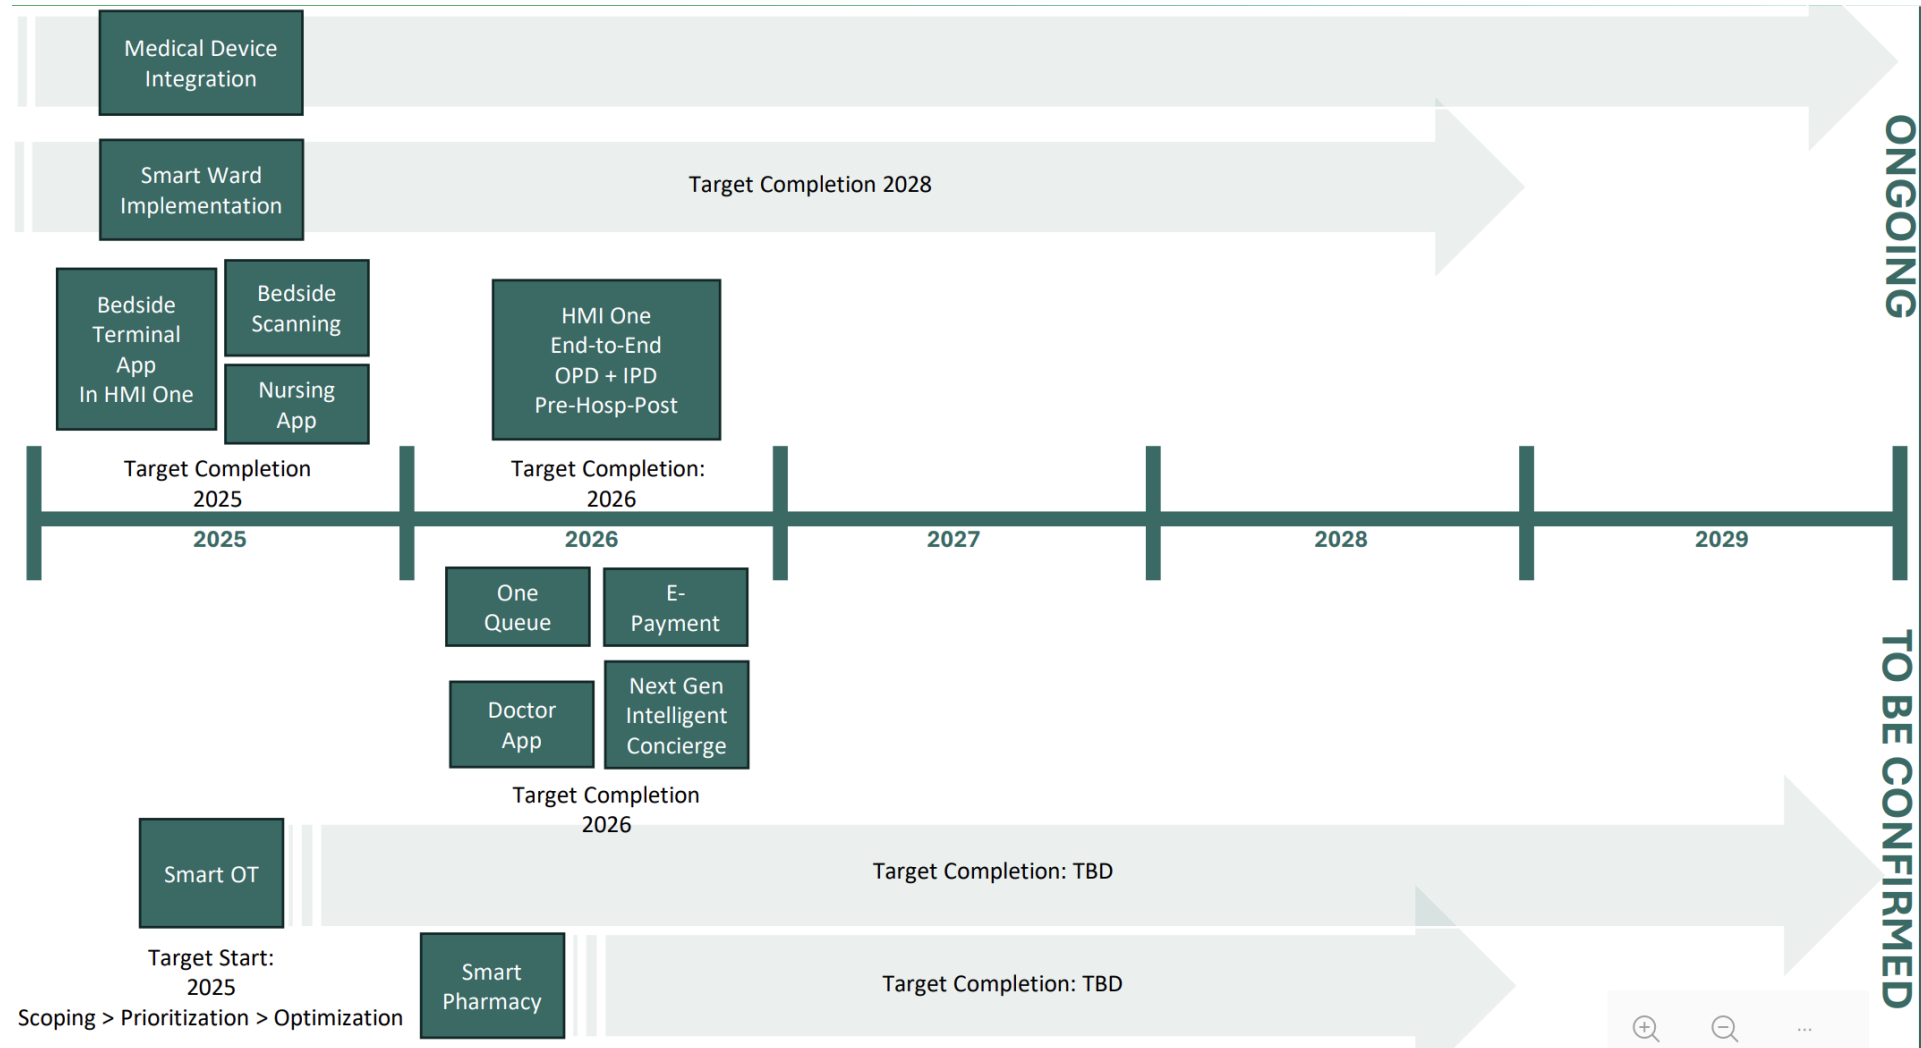 Medical Device
Integration
Smart Ward
Implementation
Target Completion 2028
ONGOING
Bedside
Terminal
App
In HMI One
Bedside
Scanning
Nursing
App
HMI One
End-to-End
OPD + IPD
Pre-Hosp-Post
Target Completion
2025
Target Completion:
2026
2025
2026
2027
2028
2029
One
Queue
E-
Payment
Doctor
App
Next Gen
Intelligent
Concierge
Target Completion
2026
TO BE CONFIRMED
Smart OT
Target Completion: TBD
Target Start:
2025
Scoping > Prioritization > Optimization
Smart
Pharmacy
Target Completion: TBD